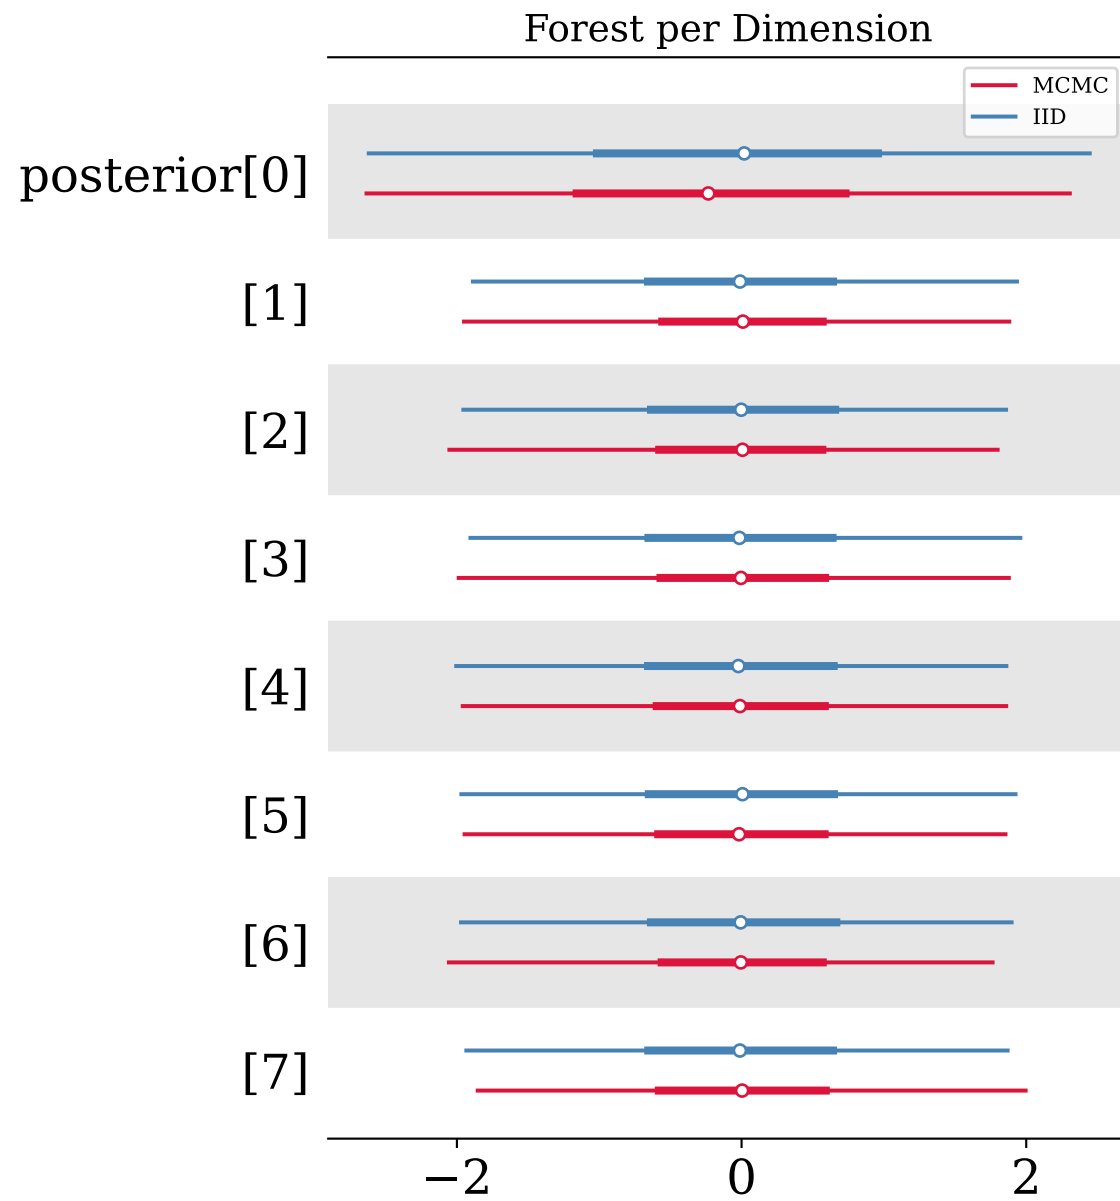 Forest per Dimension
MCMC
IID
posterior[0]
[1]
[2]
[3]
[4]
[5]
[6]
[7]
−2 0 2